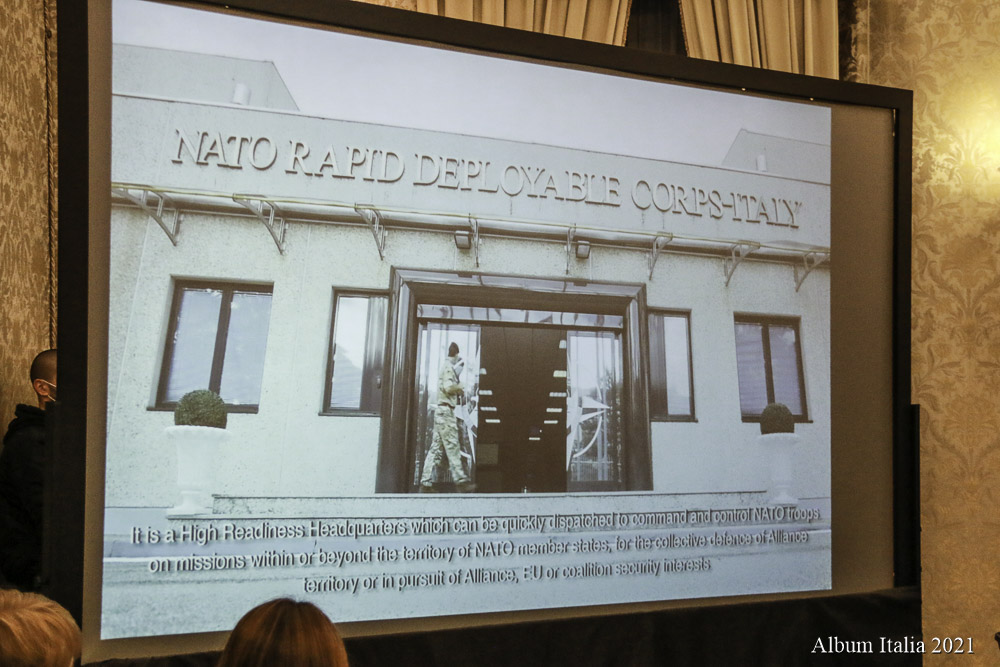 NATO RAPID DEPLOYABLE CORPS-ITALY
It is a High Readiness Headquarters which can be quickly dispatched to command and control NATO troops
on missions within or beyond the territory of NATO member states, for the collective defence of Alliance
territory or in pursuit of Alliance, EU or coalition security interests
Album Italia 2021